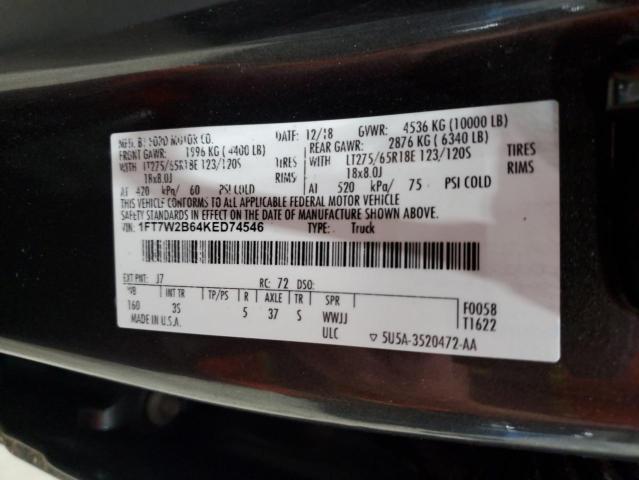 MFD. BY FORD MOTOR CO.
DATE: 12/18 GVWR: 4536 KG (10000 LB)
FRONT GAWR: 1996 KG (4400 LB)
REAR GAWR: 2876 KG (6340 LB)
WITH LT275/65R18E 123/120S TIRES
WITH LT275/65R18E 123/120S TIRES
18x8.0J RIMS
18x8.0J RIMS
AT 420 kPa/ 60 PSI COLD
AT 520 kPa/ 75 PSI COLD
THIS VEHICLE CONFORMS TO ALL APPLICABLE FEDERAL MOTOR VEHICLE
SAFETY STANDARDS IN EFFECT ON THE DATE OF MANUFACTURE SHOWN ABOVE.
VIN: 1FT7W2B64KED74546 TYPE: Truck
EXT PNT: J7 RC: 72 DSO:
WB INT TR TP/PS R AXLE TR SPR
160 3S 5 37 S WWJJ
F0058
T1622
MADE IN U.S.A. ULC
5U5A-3520472-AA